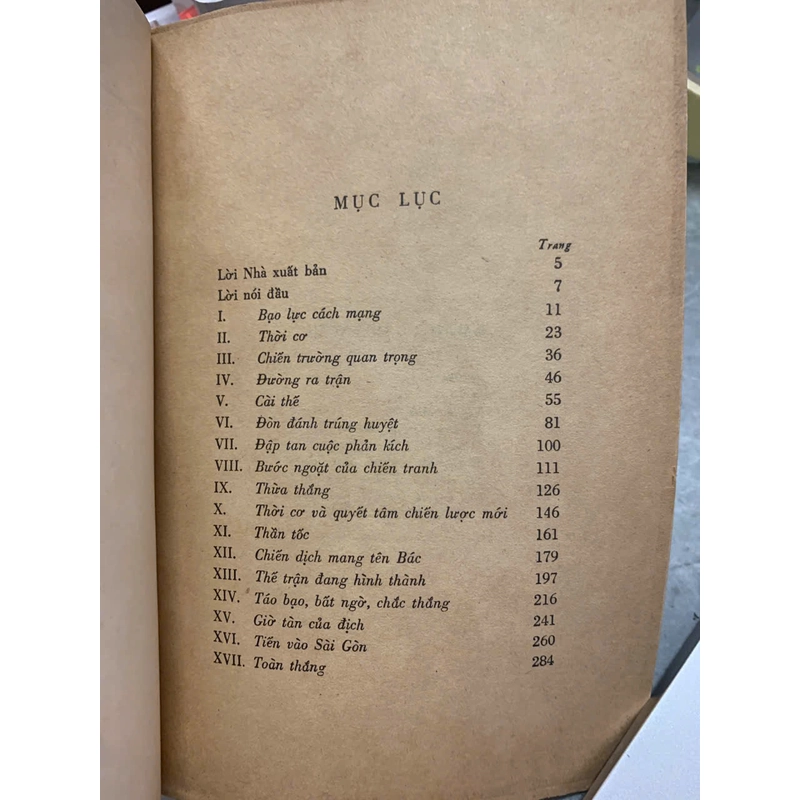 MỤC LỤC
Trang
Lời Nhà xuất bản 5
Lời nói đầu 7
I. Bạo lực cách mạng 11
II. Thời cơ 23
III. Chiến trường quan trọng 36
IV. Đường ra trận 46
V. Cài thế 55
VI. Đòn đánh trúng huyệt 81
VII. Đập tan cuộc phản kích 100
VIII. Bước ngoặt của chiến tranh 111
IX. Thừa thắng 126
X. Thời cơ và quyết tâm chiến lược mới 146
XI. Thần tốc 161
XII. Chiến dịch mang tên Bác 179
XIII. Thế trận đang hình thành 197
XIV. Táo bạo, bất ngờ, chắc thắng 216
XV. Giờ tàn của địch 241
XVI. Tiến vào Sài Gòn 260
XVII. Toàn thắng 284